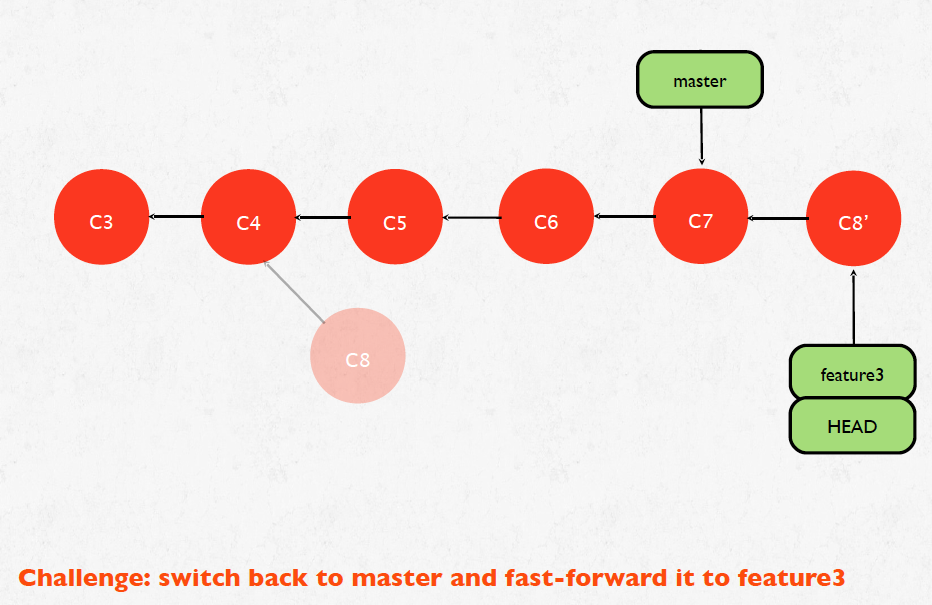 master
C3
C4
C5
C6
C7
C8’
C8
feature3
HEAD
Challenge: switch back to master and fast-forward it to feature3